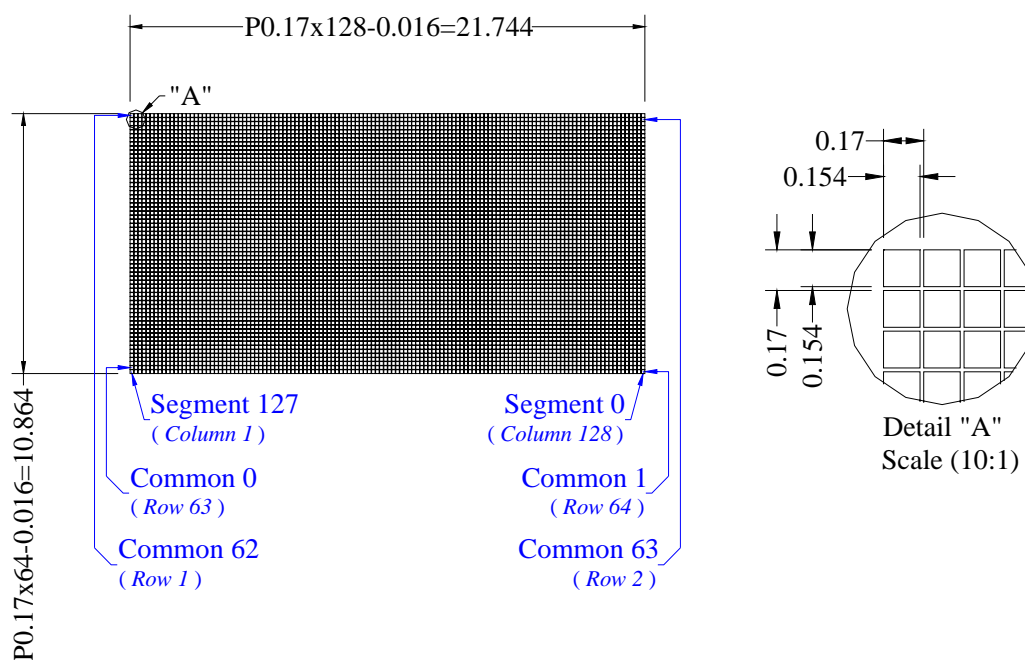 P0.17x128-0.016=21.744
"A"
P0.17x64-0.016=10.864
Segment 127
( Column 1 )
Segment 0
( Column 128 )
Common 0
( Row 63 )
Common 1
( Row 64 )
Common 62
( Row 1 )
Common 63
( Row 2 )
0.17
0.154
0.17
0.154
Detail "A"
Scale (10:1)